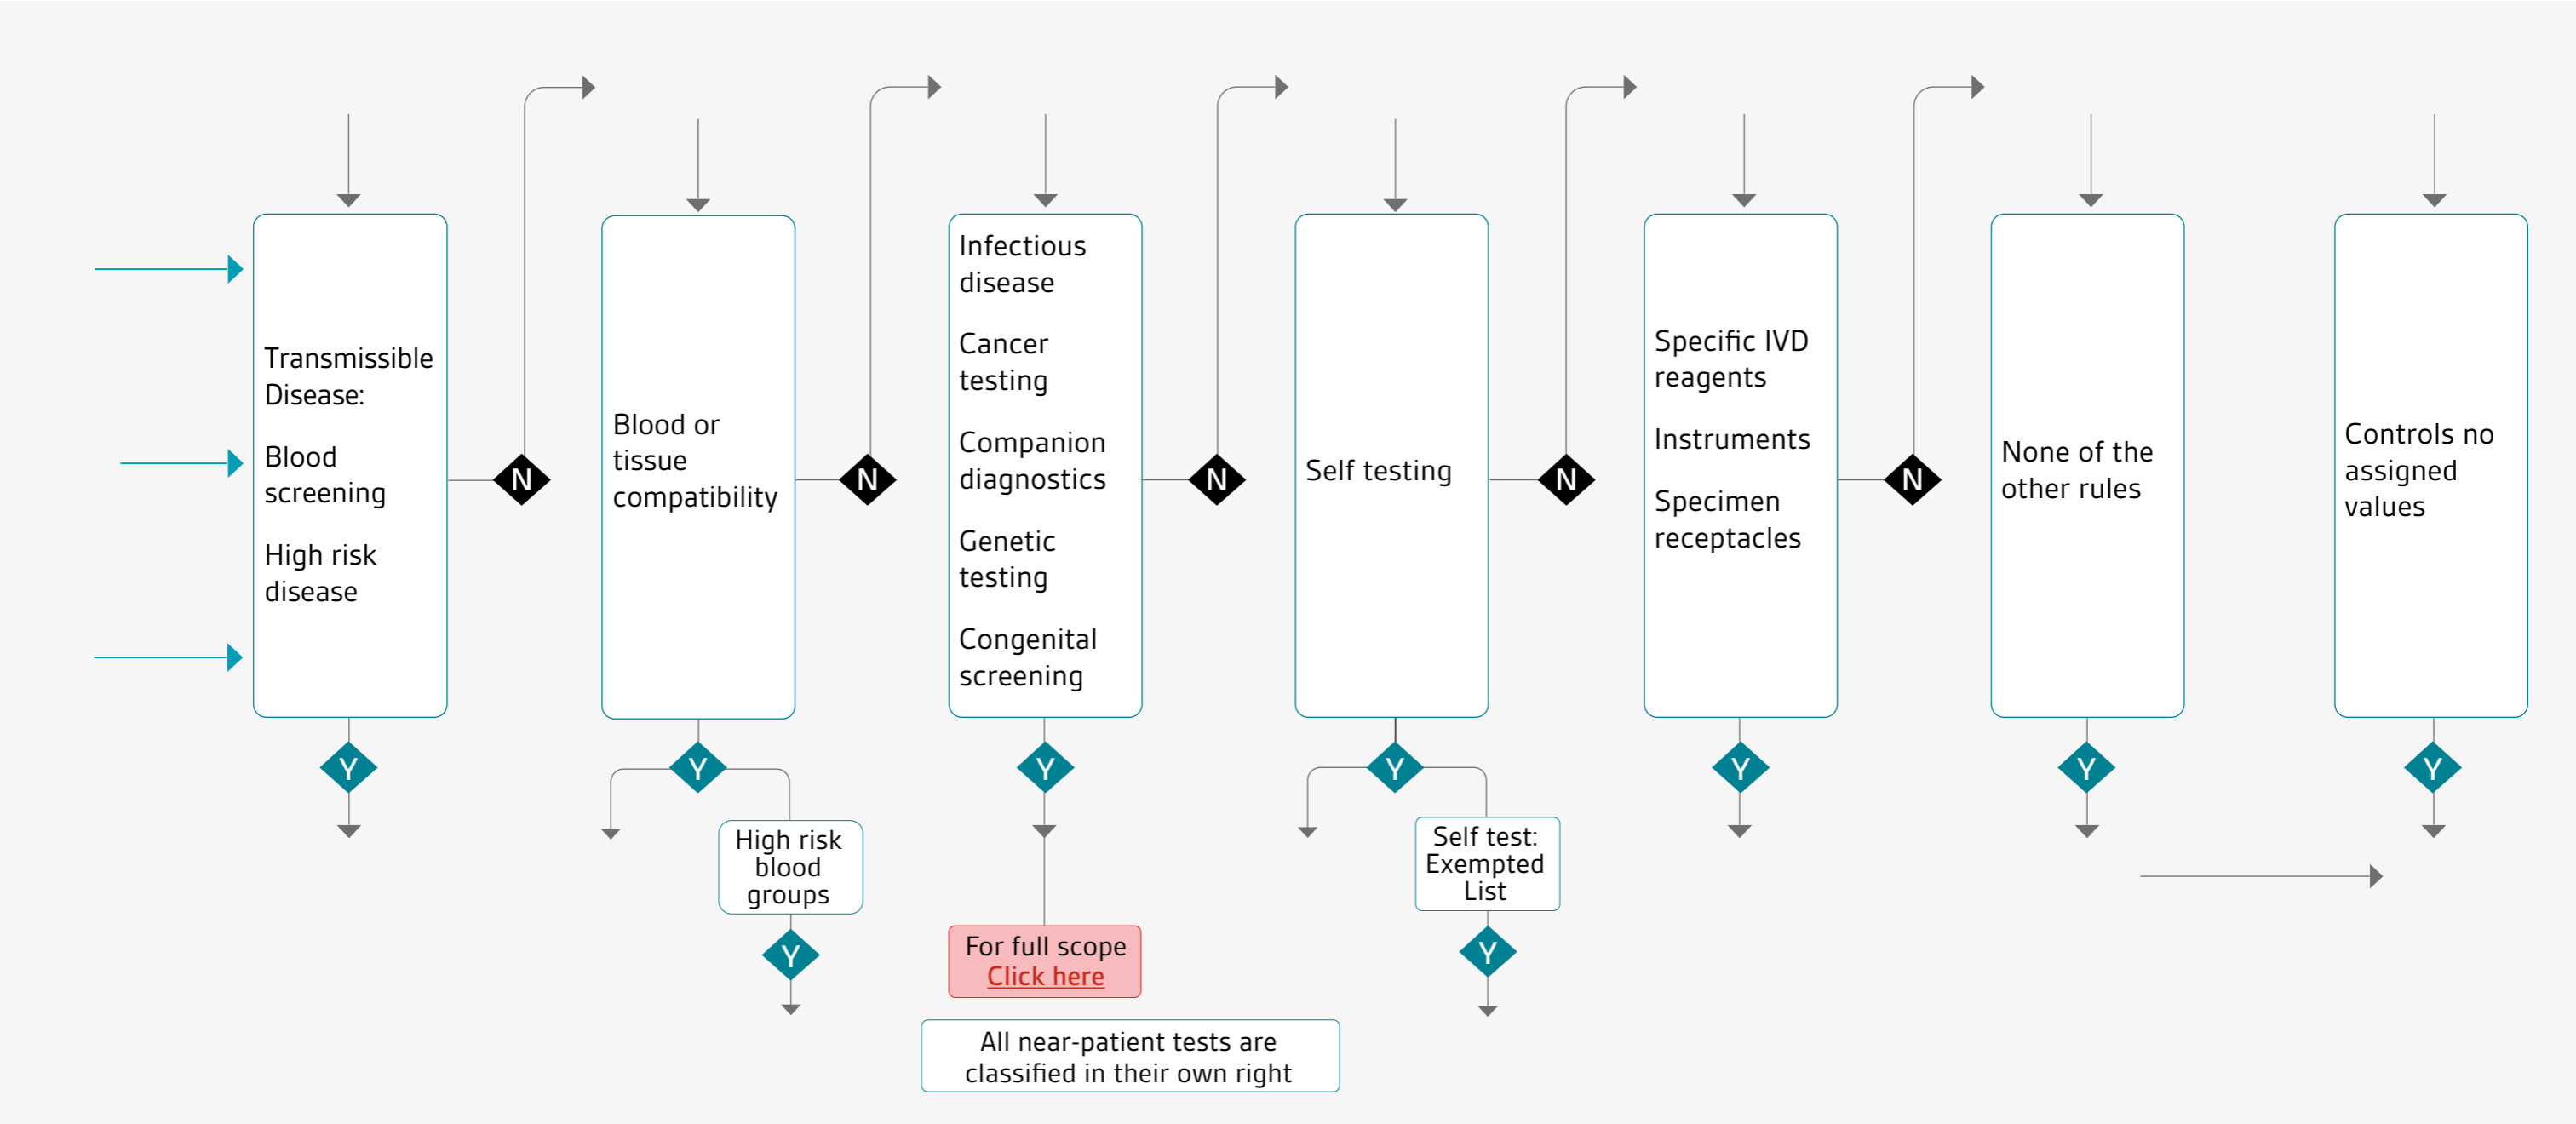 Transmissible
Disease:
Blood
screening
High risk
disease
Y
N
Blood or
tissue
compatibility
Y
High risk
blood
groups
Y
N
Infectious
disease
Cancer
testing
Companion
diagnostics
Genetic
testing
Congenital
screening
Y
For full scope
Click here
All near-patient tests are
classified in their own right
N
Self testing
Y
Self test:
Exempted
List
Y
N
Specific IVD
reagents
Instruments
Specimen
receptacles
Y
N
None of the
other rules
Y
Controls no
assigned
values
Y